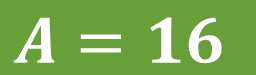 A = 16